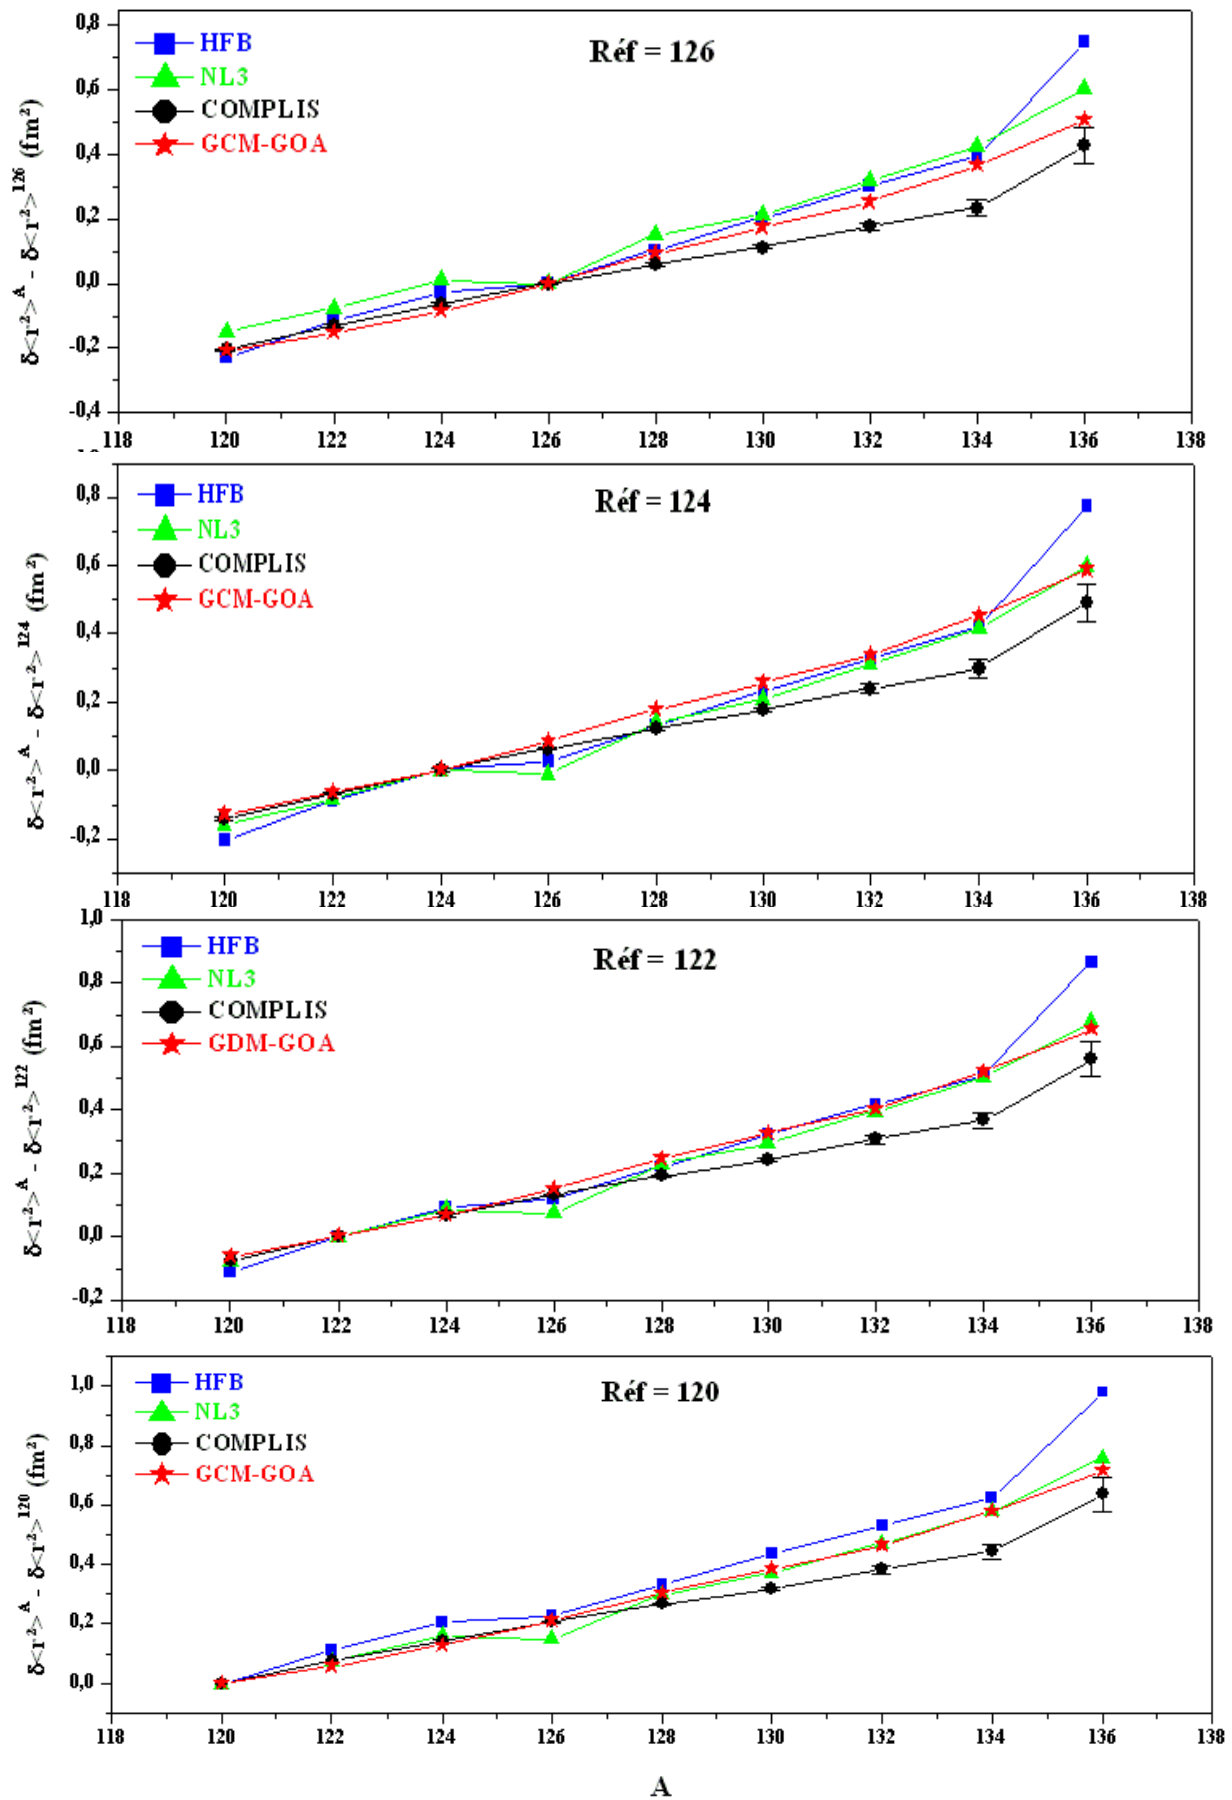 0,8
HFB
Réf = 126
NL3
0,6
COMPLIS
GCM-GOA
0,4
0,2
0,0
-0,2
-0,4
δ<r²>^A - δ<r²>^126 (fm²)
118 120 122 124 126 128 130 132 134 136 138
HFB
Réf = 124
0,8
NL3
0,6
COMPLIS
GCM-GOA
0,4
0,2
0,0
-0,2
δ<r²>^A - δ<r²>^124 (fm²)
118 120 122 124 126 128 130 132 134 136 138
1,0
HFB
Réf = 122
NL3
0,8
COMPLIS
GDM-GOA
0,6
0,4
0,2
0,0
-0,2
δ<r²>^A - δ<r²>^122 (fm²)
118 120 122 124 126 128 130 132 134 136 138
HFB
Réf = 120
1,0
NL3
COMPLIS
0,8
GCM-GOA
0,6
0,4
0,2
0,0
δ<r²>^A - δ<r²>^120 (fm²)
118 120 122 124 126 128 130 132 134 136 138
A